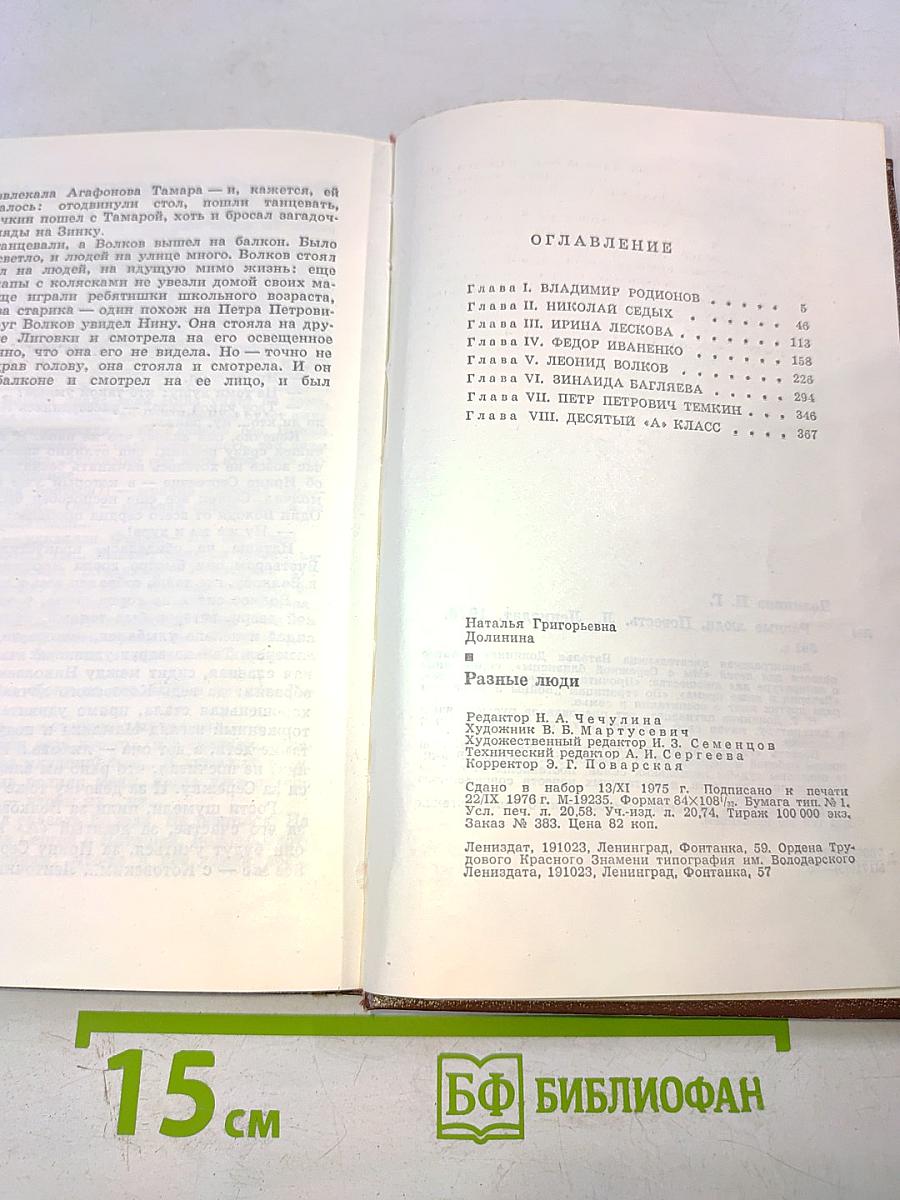 влекала Агафонова Тамара — и, кажется, ей
алось: отодвинули стол, пошли танцевать,
чкин пошел с Тамарой, хоть и бросал загадоч-
ляды на Зинку.
танцевали, а Волков вышел на балкон. Было
светло, и людей на улице много. Волков стоял
л на людей, на идущую мимо жизнь: еще
апы с колясками не увезли домой своих ма-
ще играли ребятишки школьного возраста,
ва старика — один похож на Петра Петрови-
руг Волков увидел Нину. Она стояла на дру-
е Лиговки и смотрела на его освещенное
нно, что она его не видела. Но — точно не
рав голову, она стояла и смотрела. И он
балконе и смотрел на ее лицо, и был
ОГЛАВЛЕНИЕ
Глава I. ВЛАДИМИР РОДИОНОВ . . . . . 5
Глава II. НИКОЛАЙ СЕДЫХ . . . . . 46
Глава III. ИРИНА ЛЕСКОВА . . . . . 113
Глава IV. ФЕДОР ИВАНЕНКО . . . . . 158
Глава V. ЛЕОНИД ВОЛКОВ . . . . . 226
Глава VI. ЗИНАИДА БАГЛЯЕВА . . . . 294
Глава VII. ПЕТР ПЕТРОВИЧ ТЕМКИН . . . 346
Глава VIII. ДЕСЯТЫЙ «А» КЛАСС . . . . 367
Наталья Григорьевна
Долинина
Разные люди
Редактор Н. А. Чечулина
Художник В. Б. Мартусевич
Художественный редактор И. З. Семенцов
Технический редактор А. И. Сергеева
Корректор Э. Г. Поварская
Сдано в набор 13/XI 1975 г. Подписано к печати
22/IX 1976 г. М-19235. Формат 84×108¹/₃₂. Бумага тип. № 1.
Усл. печ. л. 20,58. Уч.-изд. л. 20,74. Тираж 100 000 экз.
Заказ № 383. Цена 82 коп.
Лениздат, 191023, Ленинград, Фонтанка, 59. Ордена Тру-
дового Красного Знамени типография им. Володарского
Лениздата, 191023, Ленинград, Фонтанка, 57
15 см
БФ БИБЛИОФАН